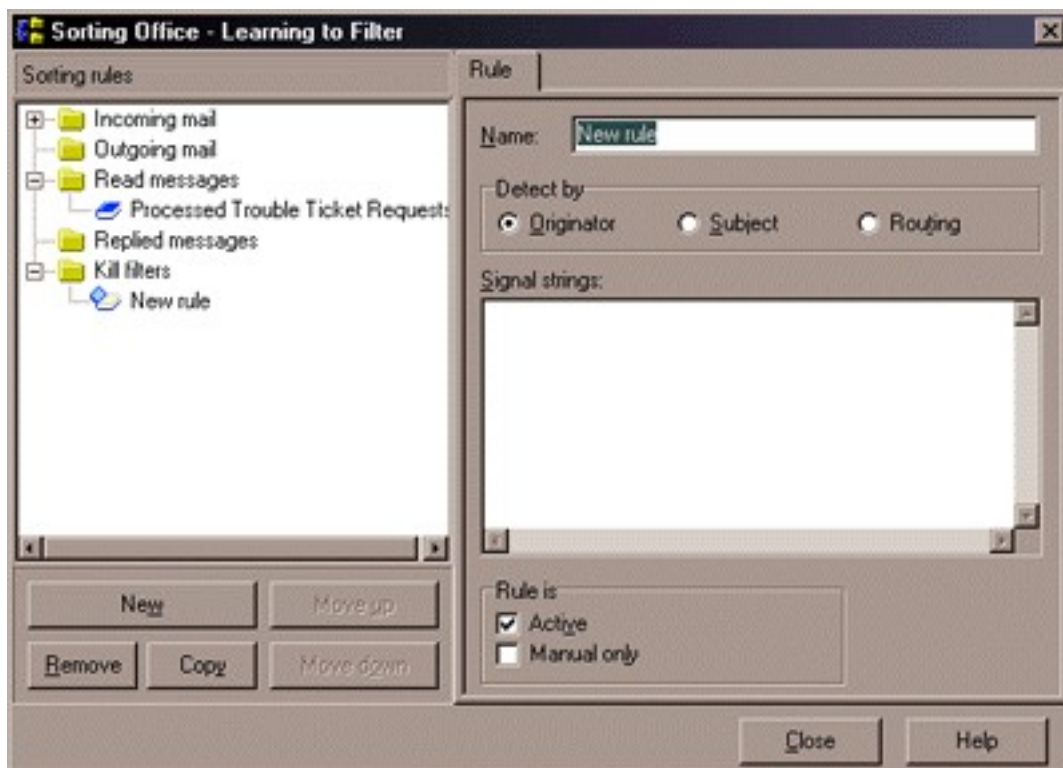 Sorting Office - Learning to Filter
Sorting rules
Incoming mail
Outgoing mail
Read messages
Processed Trouble Ticket Requests
Replied messages
Kill filters
New rule
New
Move up
Remove
Copy
Move down
Rule
Name: New rule
Detect by
Originator Subject Routing
Signal strings:
Rule is
Active
Manual only
Close
Help